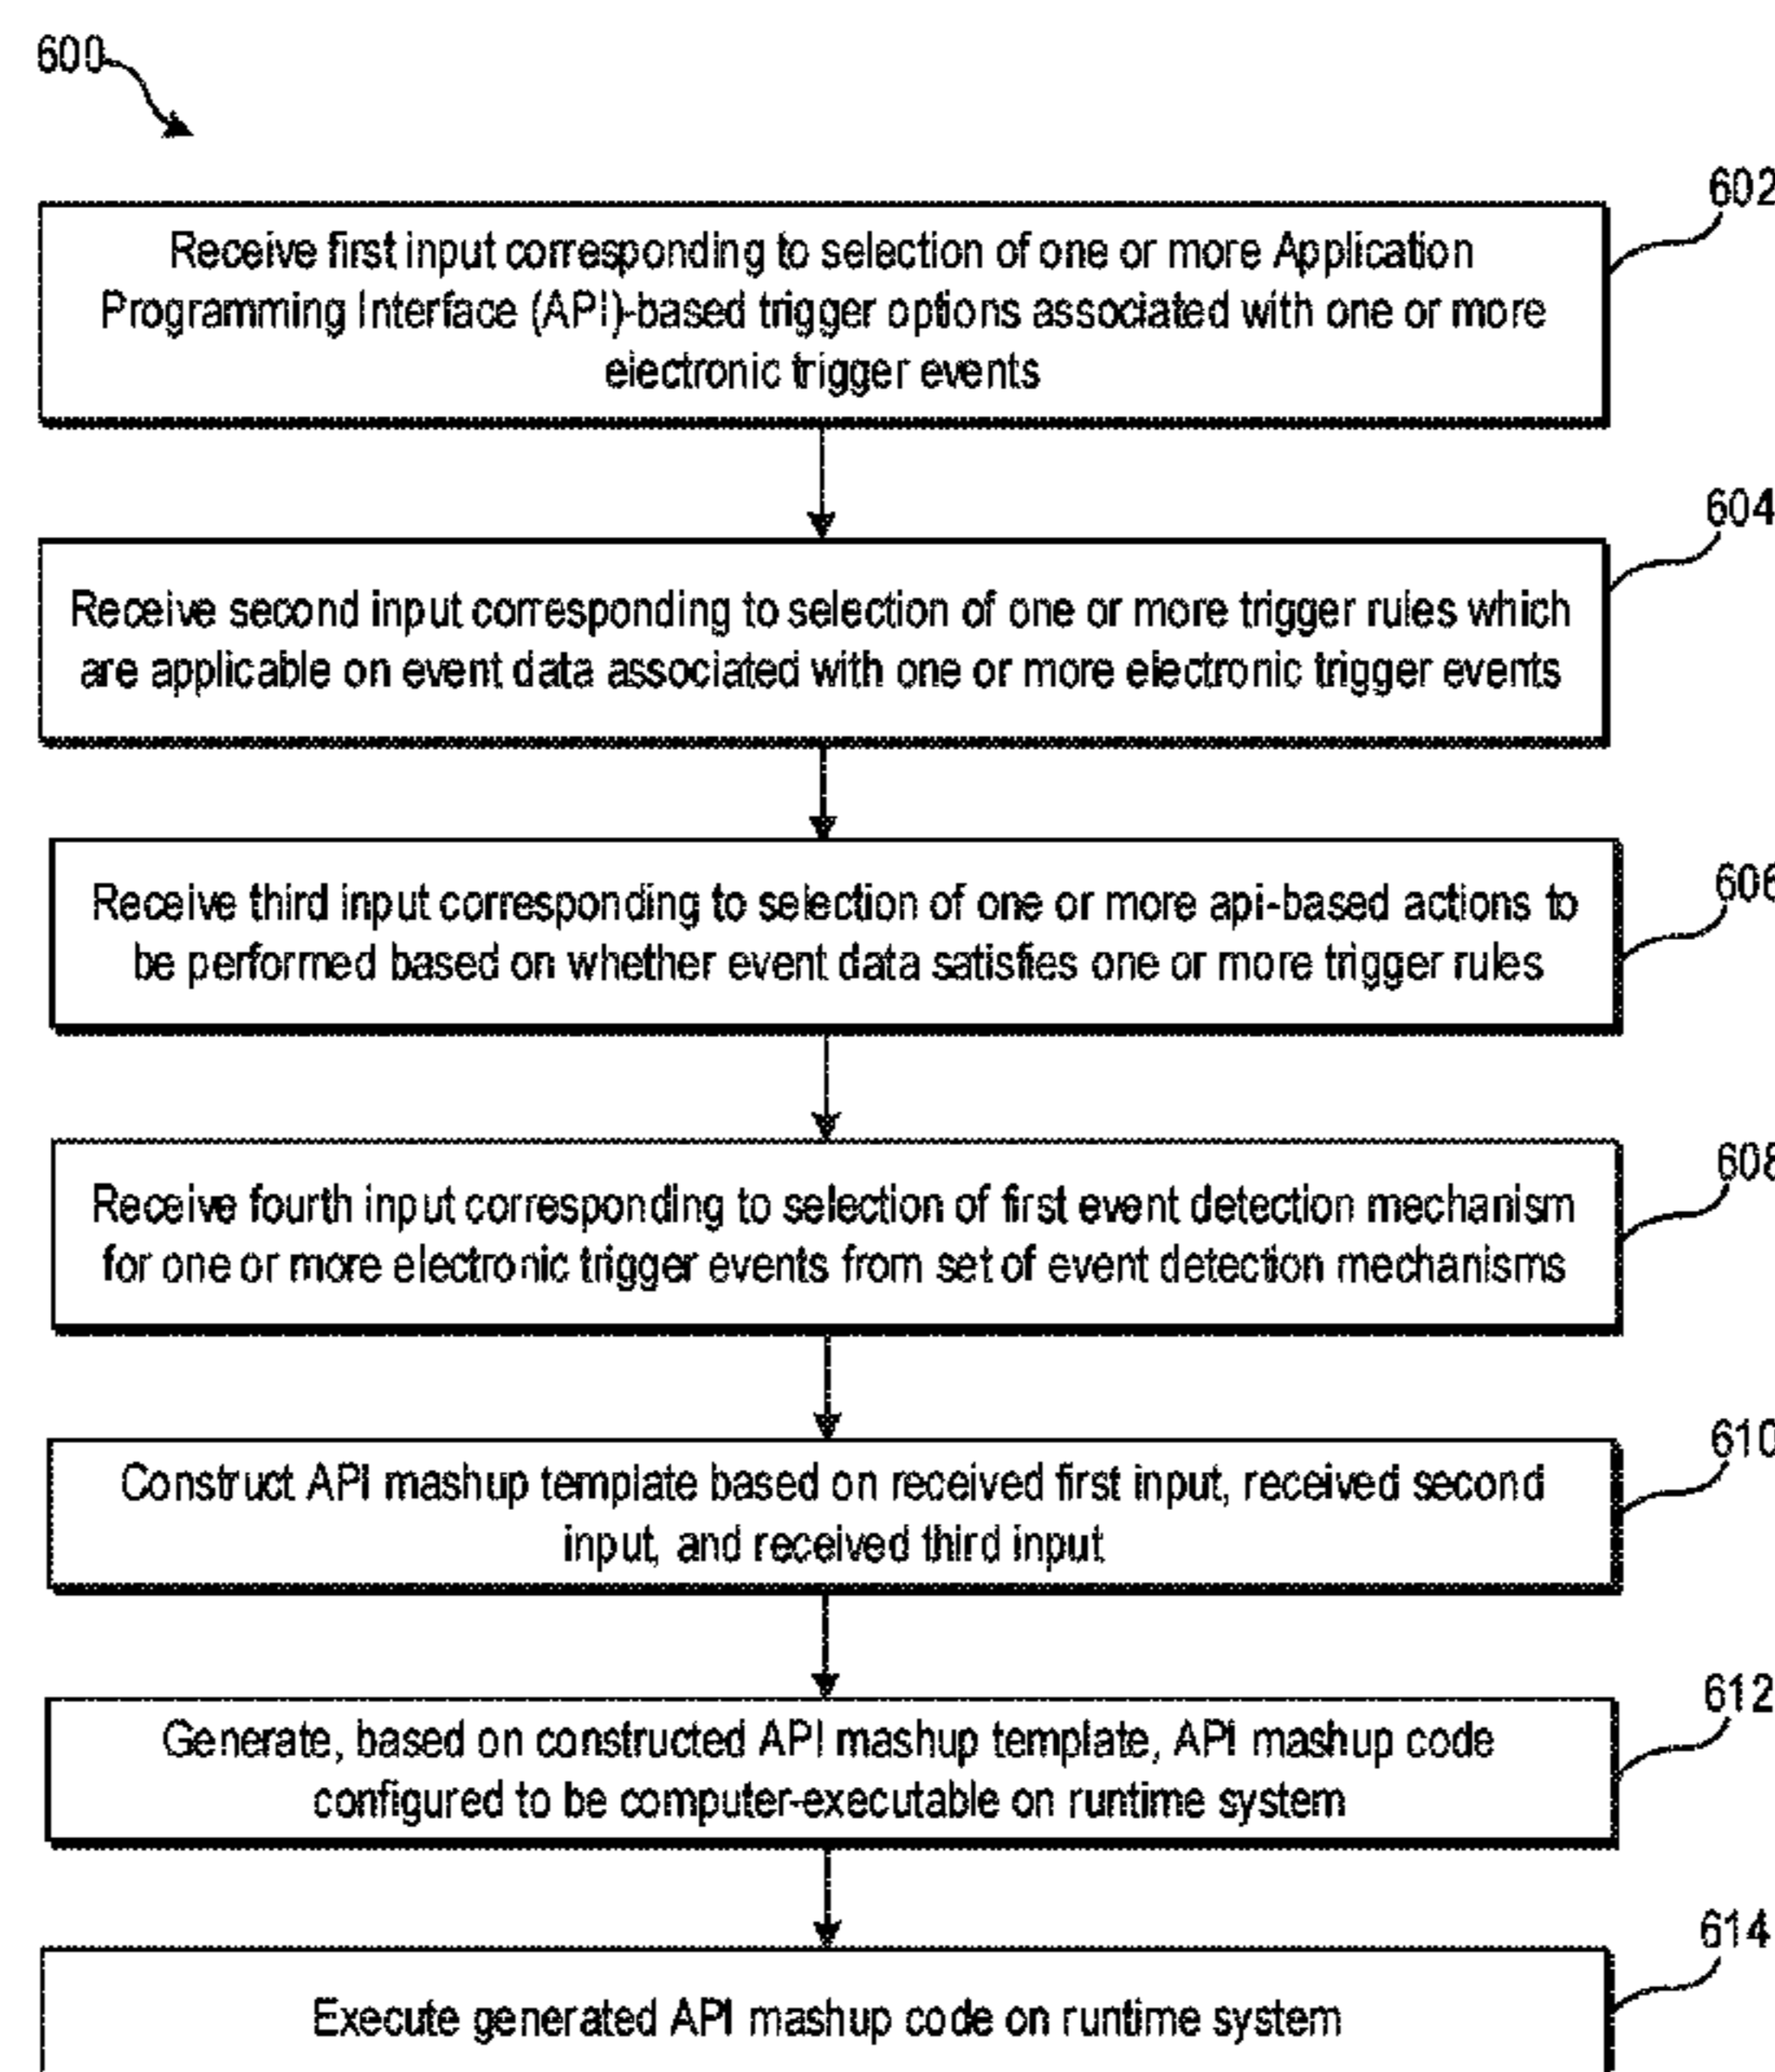 600
602
Receive first input corresponding to selection of one or more Application
Programming Interface (API)-based trigger options associated with one or more
electronic trigger events
604
Receive second input corresponding to selection of one or more trigger rules which
are applicable on event data associated with one or more electronic trigger events
606
Receive third input corresponding to selection of one or more api-based actions to
be performed based on whether event data satisfies one or more trigger rules
608
Receive fourth input corresponding to selection of first event detection mechanism
for one or more electronic trigger events from set of event detection mechanisms
610
Construct API mashup template based on received first input, received second
input, and received third input
612
Generate, based on constructed API mashup template, API mashup code
configured to be computer-executable on runtime system
614
Execute generated API mashup code on runtime system